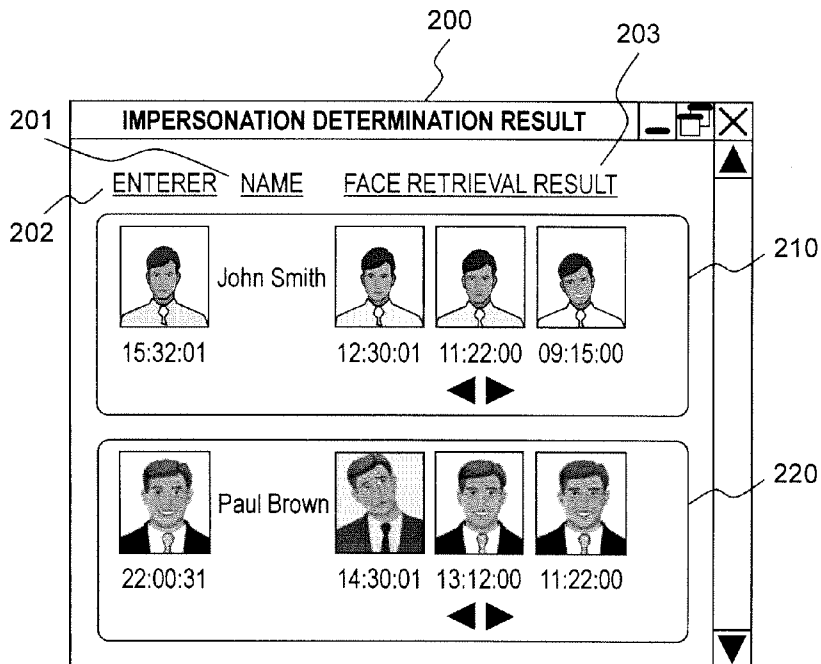 200
203
IMPERSONATION DETERMINATION RESULT
201
ENTERER NAME FACE RETRIEVAL RESULT
202
210
John Smith
15:32:01 12:30:01 11:22:00 09:15:00
220
Paul Brown
22:00:31 14:30:01 13:12:00 11:22:00